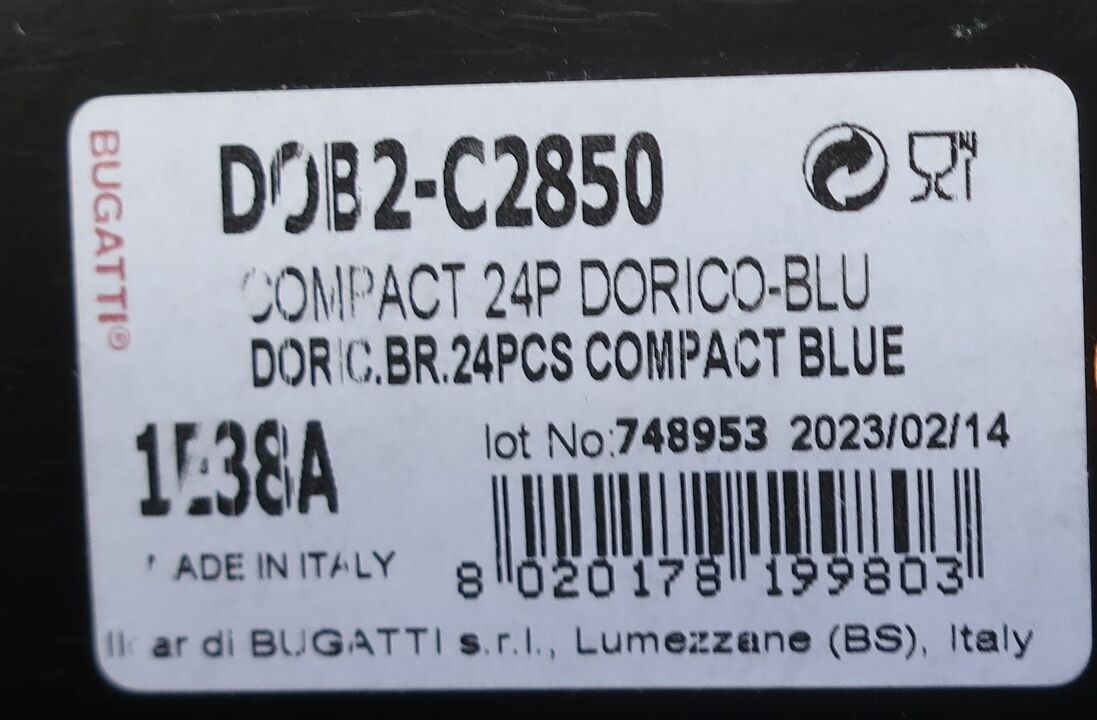 BUGATTI®
DOB2-C2850
COMPACT 24P DORICO-BLU
DORIC.BR.24PCS COMPACT BLUE
lot No:748953 2023/02/14
ADE IN ITALY
8 020178 199803
ar di BUGATTI s.r.l., Lumezzane (BS), Italy